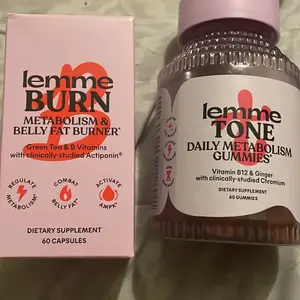 lemme
BURN
METABOLISM &
BELLY FAT BURNER*
Green Tea & B Vitamins
with clinically-studied Actiponin®
REGULATE
METABOLISM*
COMBAT
BELLY FAT*
ACTIVATE
AMPK*
DIETARY SUPPLEMENT
60 CAPSULES
lemme
TONE
DAILY METABOLISM
GUMMIES*
Vitamin B12 & Ginger
with clinically-studied Chromium
DIETARY SUPPLEMENT
60 GUMMIES